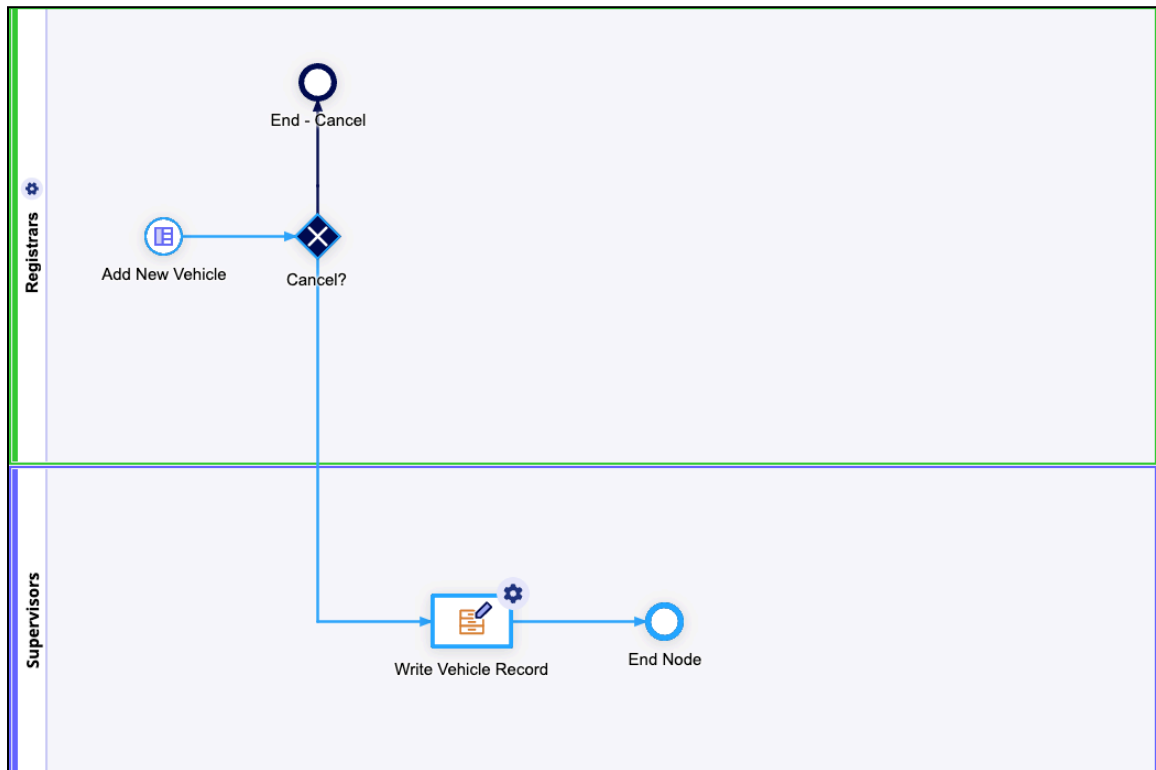 Registrars
End - Cancel
Add New Vehicle
Cancel?
Supervisors
Write Vehicle Record
End Node